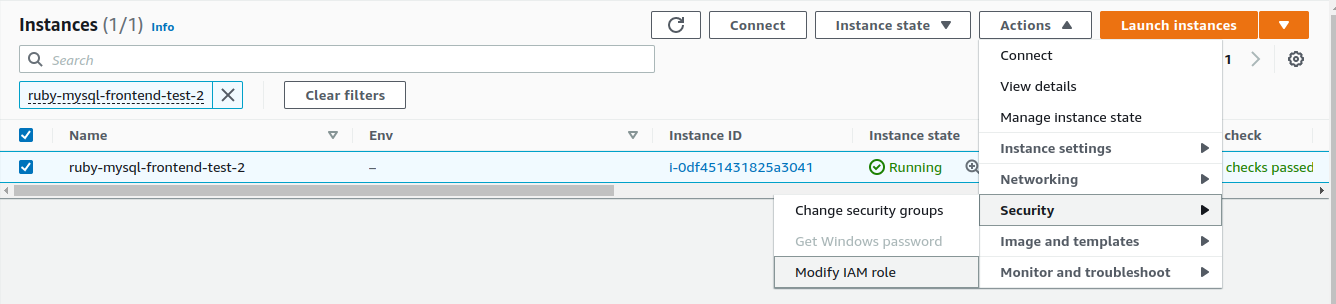 Instances (1/1) Info
Connect Instance state Actions Launch instances
Search
1
ruby-mysql-frontend-test-2 Clear filters
Name Env Instance ID Instance state check
ruby-mysql-frontend-test-2 – i-0df451431825a3041 Running checks passed
Connect
View details
Manage instance state
Instance settings
Networking
Security
Image and templates
Monitor and troubleshoot
Change security groups
Get Windows password
Modify IAM role